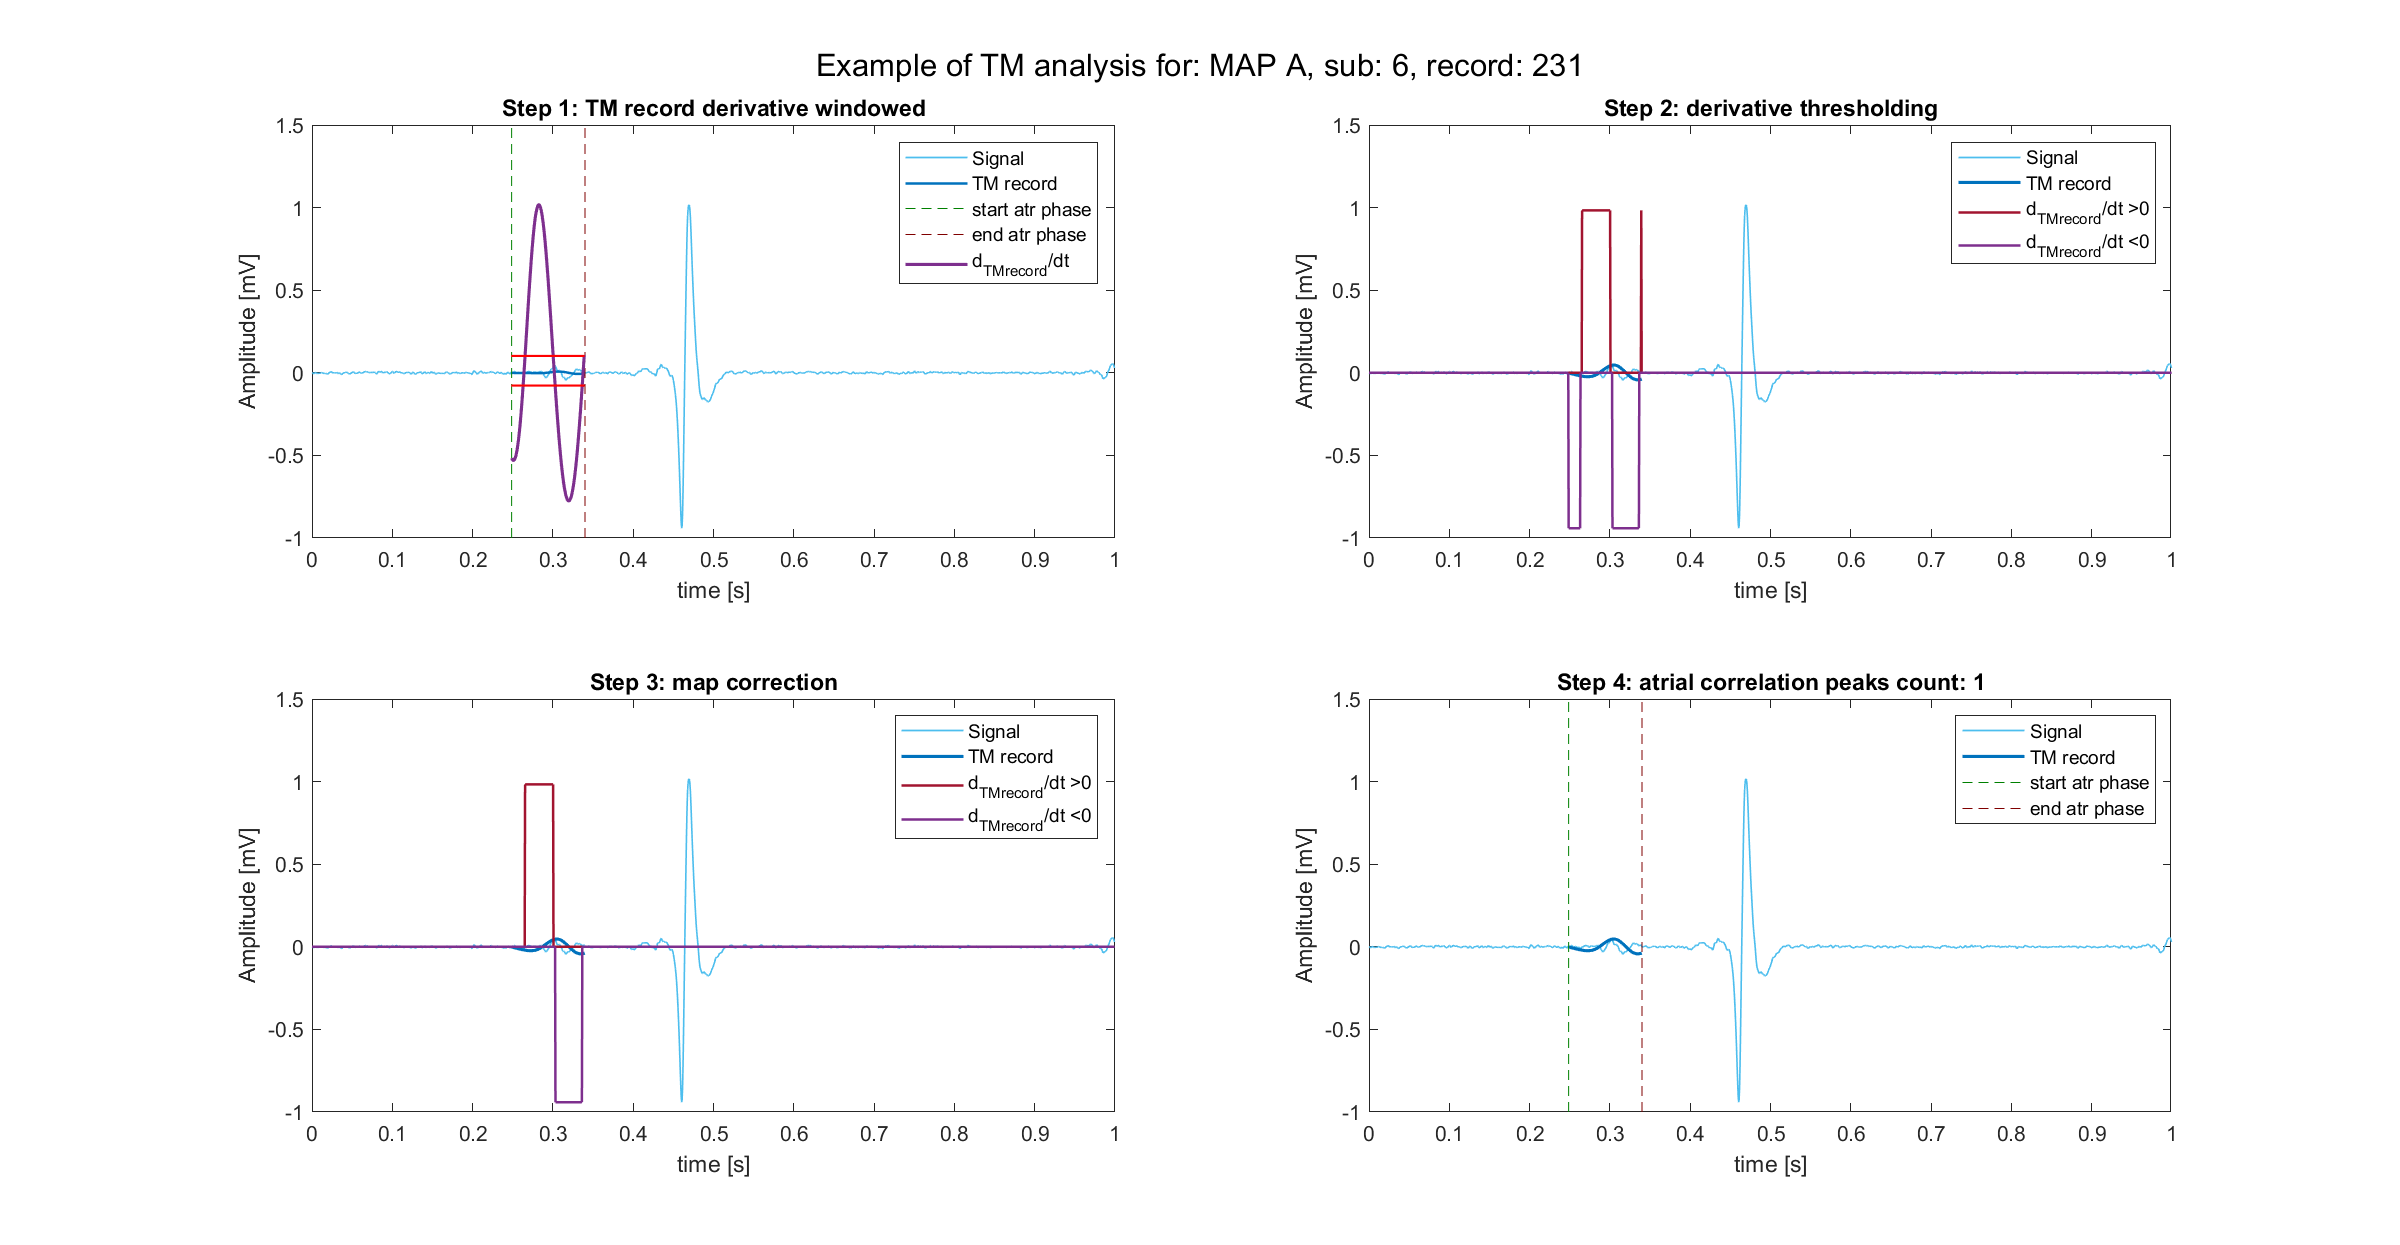 Example of TM analysis for: MAP A, sub: 6, record: 231
Step 1: TM record derivative windowed
1.5
1
0.5
0
-0.5
-1
Amplitude [mV]
0 0.1 0.2 0.3 0.4 0.5 0.6 0.7 0.8 0.9 1
time [s]
Signal
TM record
start atr phase
end atr phase
dTMrecord/dt
Step 2: derivative thresholding
1.5
1
0.5
0
-0.5
-1
Amplitude [mV]
0 0.1 0.2 0.3 0.4 0.5 0.6 0.7 0.8 0.9 1
time [s]
Signal
TM record
dTMrecord/dt >0
dTMrecord/dt <0
Step 3: map correction
1.5
1
0.5
0
-0.5
-1
Amplitude [mV]
0 0.1 0.2 0.3 0.4 0.5 0.6 0.7 0.8 0.9 1
time [s]
Signal
TM record
dTMrecord/dt >0
dTMrecord/dt <0
Step 4: atrial correlation peaks count: 1
1.5
1
0.5
0
-0.5
-1
Amplitude [mV]
0 0.1 0.2 0.3 0.4 0.5 0.6 0.7 0.8 0.9 1
time [s]
Signal
TM record
start atr phase
end atr phase